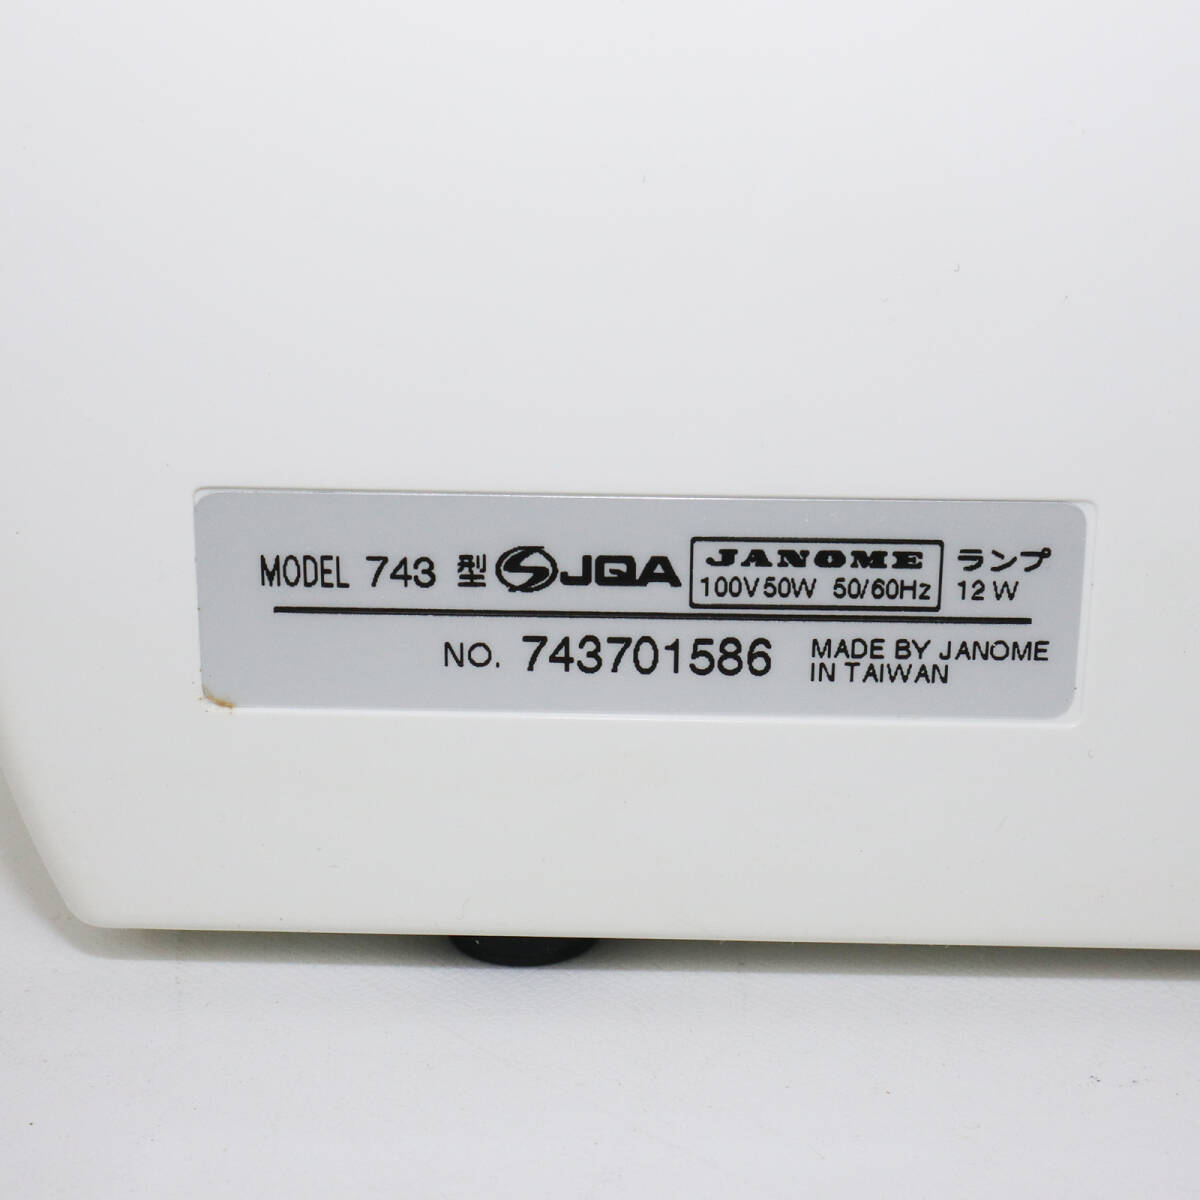 MODEL 743 型 JQA JANOME ランプ
100V 50W 50/60Hz 12W
NO. 743701586 MADE BY JANOME
IN TAIWAN